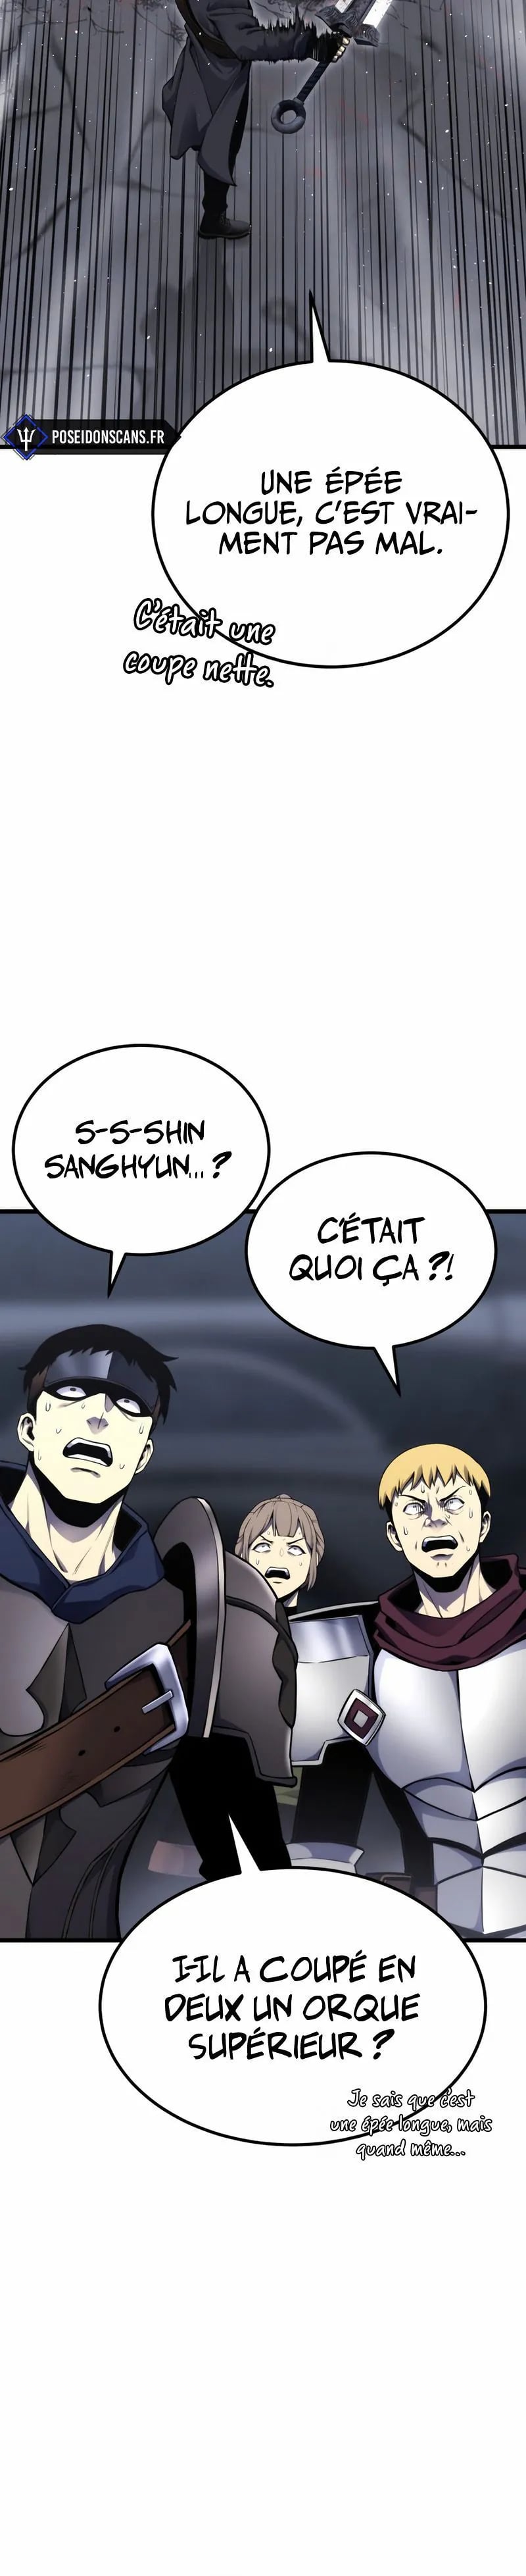 POSEIDONSCANS.FR
UNE ÉPÉE
LONGUE, C'EST VRAI-
MENT PAS MAL.
C'était une
coupe nette.
S-S-SHIN
SANGHYUN...?
C'ÉTAIT
QUOI ÇA ?!
I-IL A COUPÉ EN
DEUX UN ORQUE
SUPÉRIEUR ?
Je sais que c'est
une épée longue, mais
quand même...